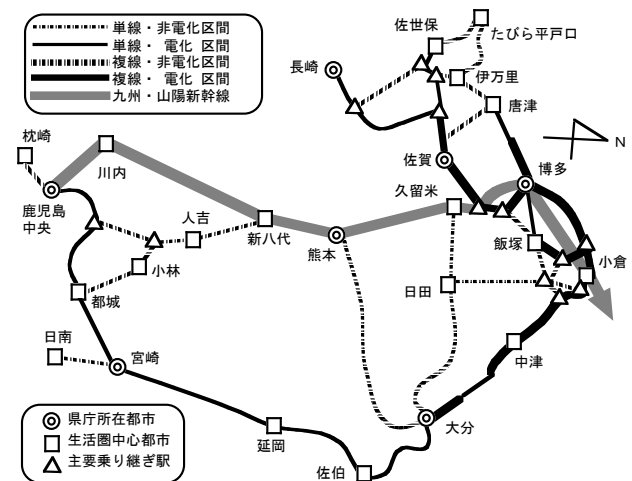 単線・非電化区間
単線・ 電化 区間
複線・非電化区間
複線・ 電化 区間
九州・山陽新幹線
佐世保
たびら平戸口
長崎
伊万里
唐津
N
枕崎
川内
佐賀
博多
久留米
鹿児島
中央
人吉
新八代
熊本
飯塚
小倉
小林
都城
日田
日南
宮崎
中津
県庁所在都市
生活圏中心都市
主要乗り継ぎ駅
延岡
大分
佐伯